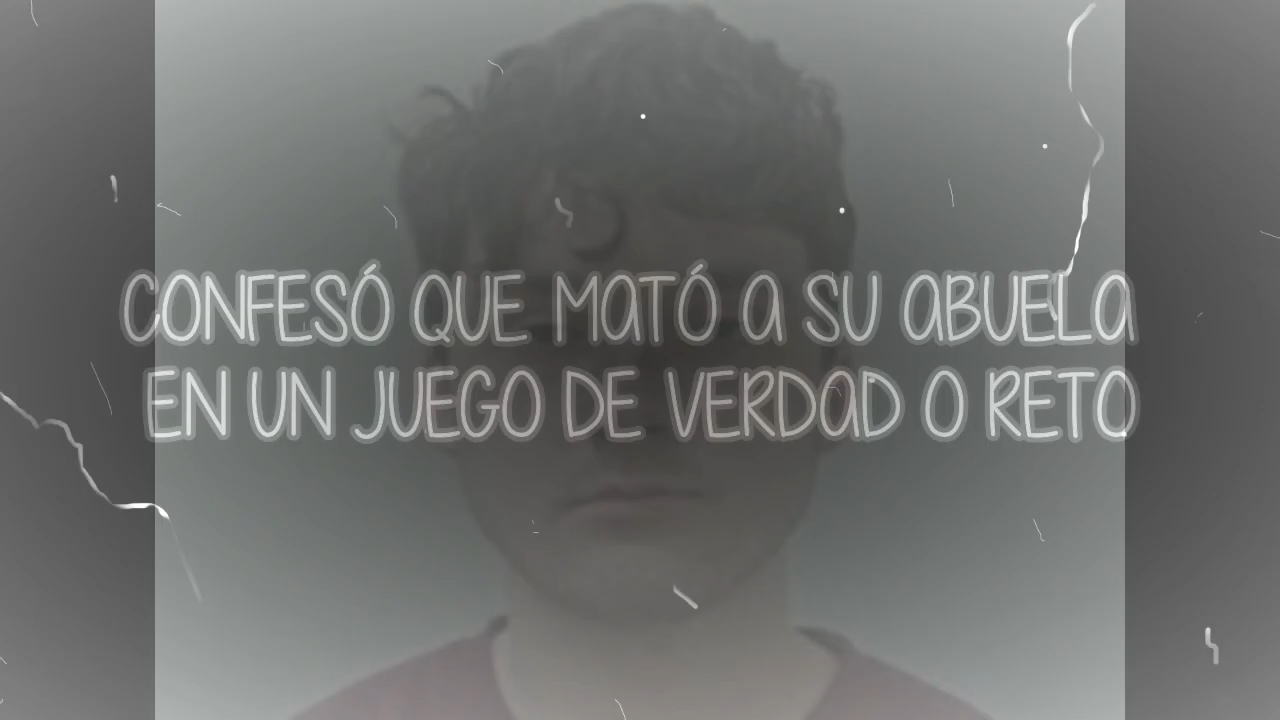 CONFESÓ QUE MATÓ A SU ABUELA
EN UN JUEGO DE VERDAD O RETO